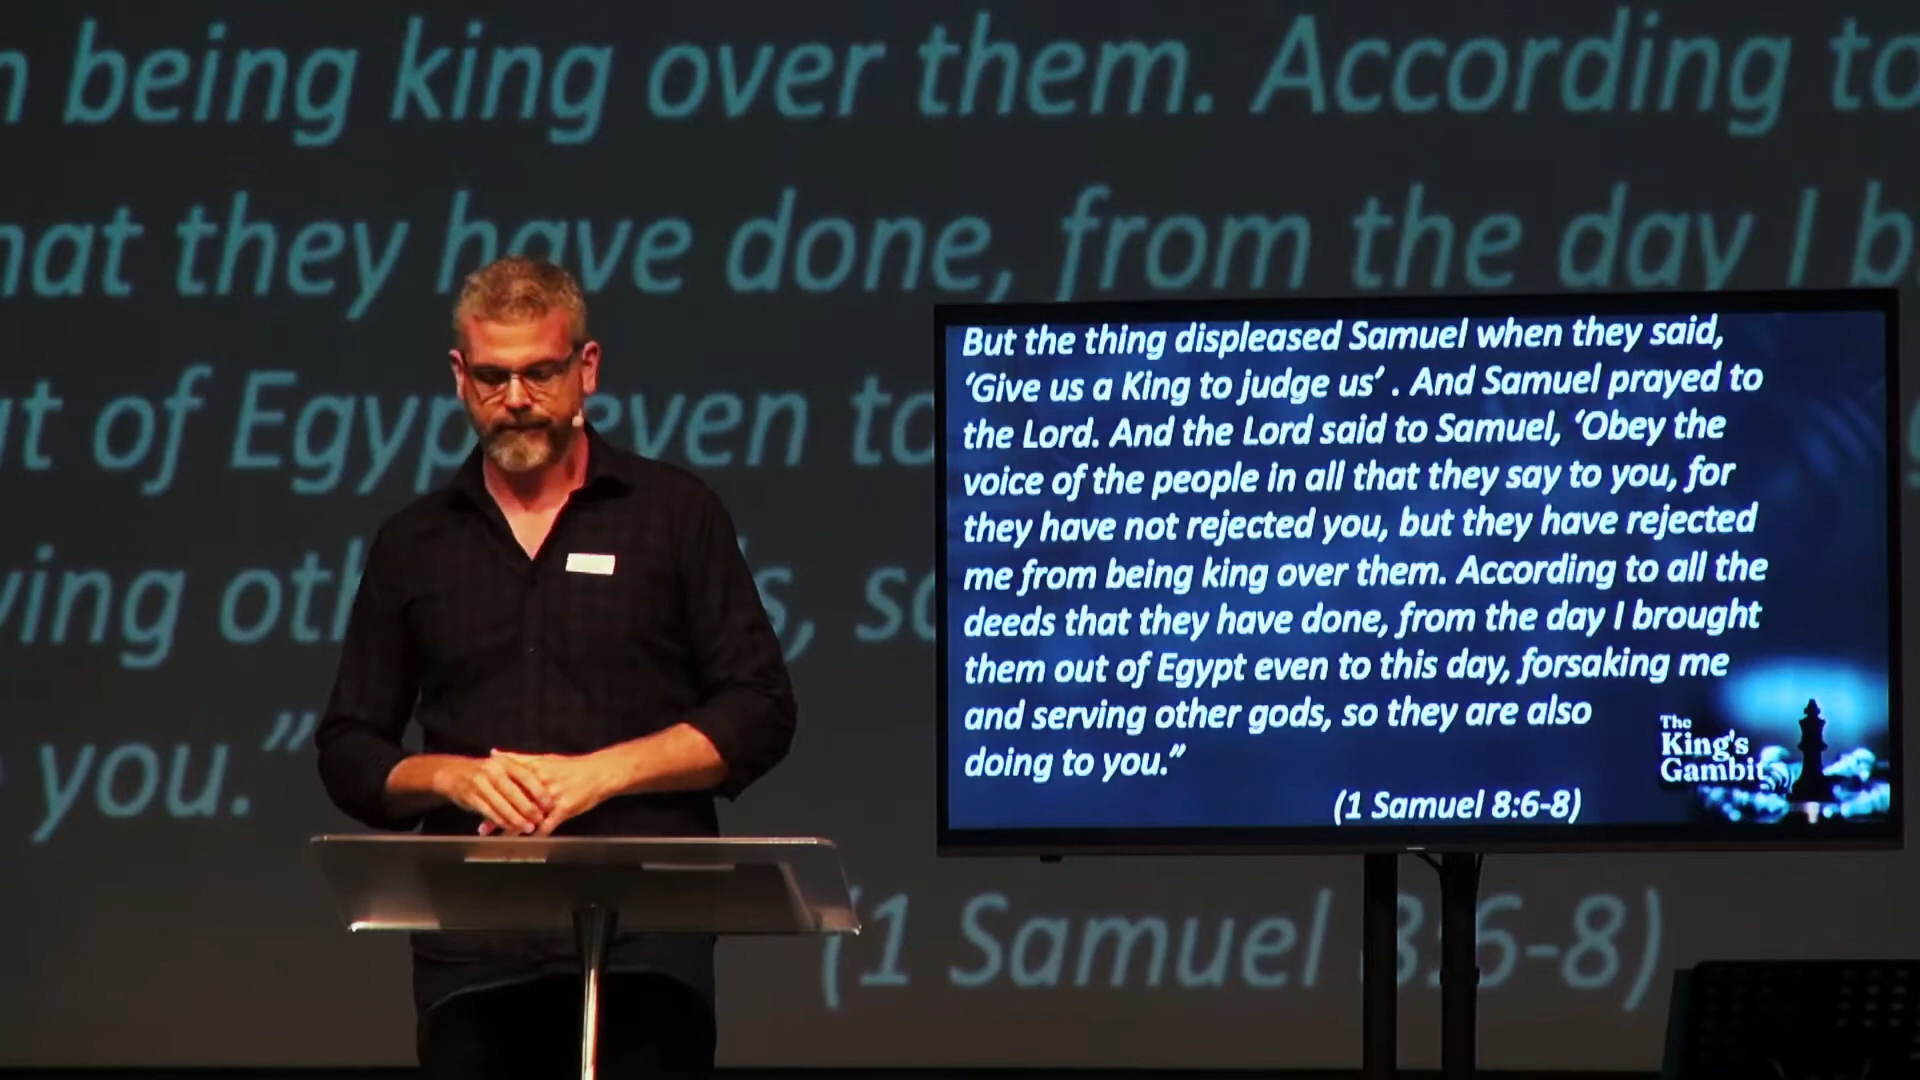 n being king over them. According to
hat they have done, from the day I b
at of Egyp even to
ving oth s, so
you.”
(1 Samuel 8:6-8)
But the thing displeased Samuel when they said,
‘Give us a King to judge us’ . And Samuel prayed to
the Lord. And the Lord said to Samuel, ‘Obey the
voice of the people in all that they say to you, for
they have not rejected you, but they have rejected
me from being king over them. According to all the
deeds that they have done, from the day I brought
them out of Egypt even to this day, forsaking me
and serving other gods, so they are also
doing to you.”
(1 Samuel 8:6-8)
The
King's
Gambit